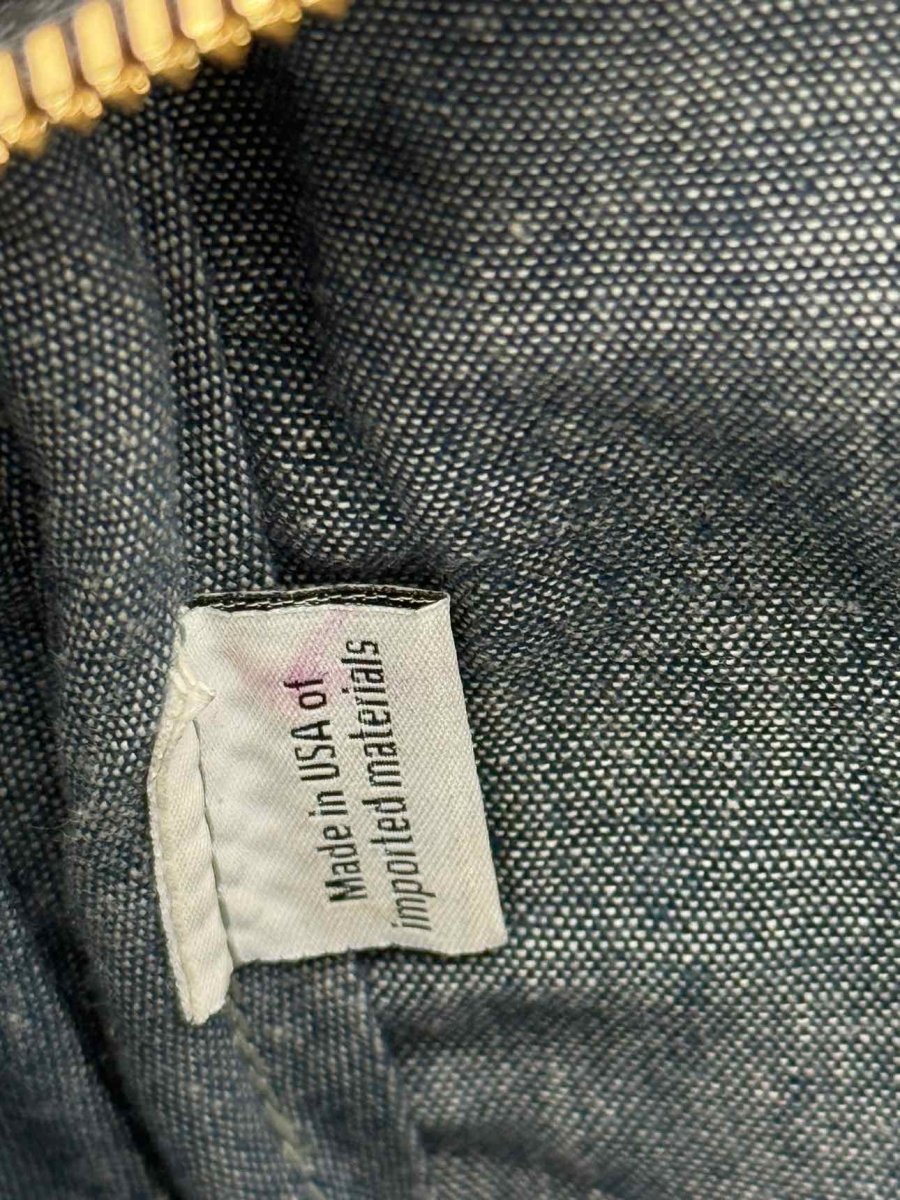 Made in USA of
imported materials